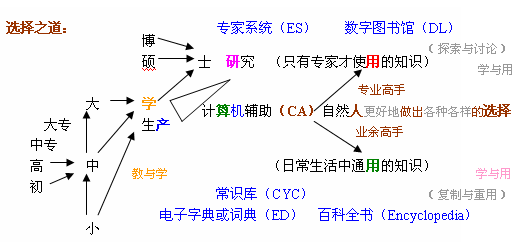 选择之道： 专家系统（ES） 数字图书馆（DL）
博
（探索与讨论）
硕 士 研究 （只有专家才使用的知识）
学与用
专业高手
大 学
计算机辅助（CA）自然人更好地做出各种各样的选择
大专 生产
业余高手
中专
高 中 教与学 （日常生活中通用的知识）
学与用
初
常识库（CYC） （复制与重用）
小 电子字典或词典（ED） 百科全书（Encyclopedia）